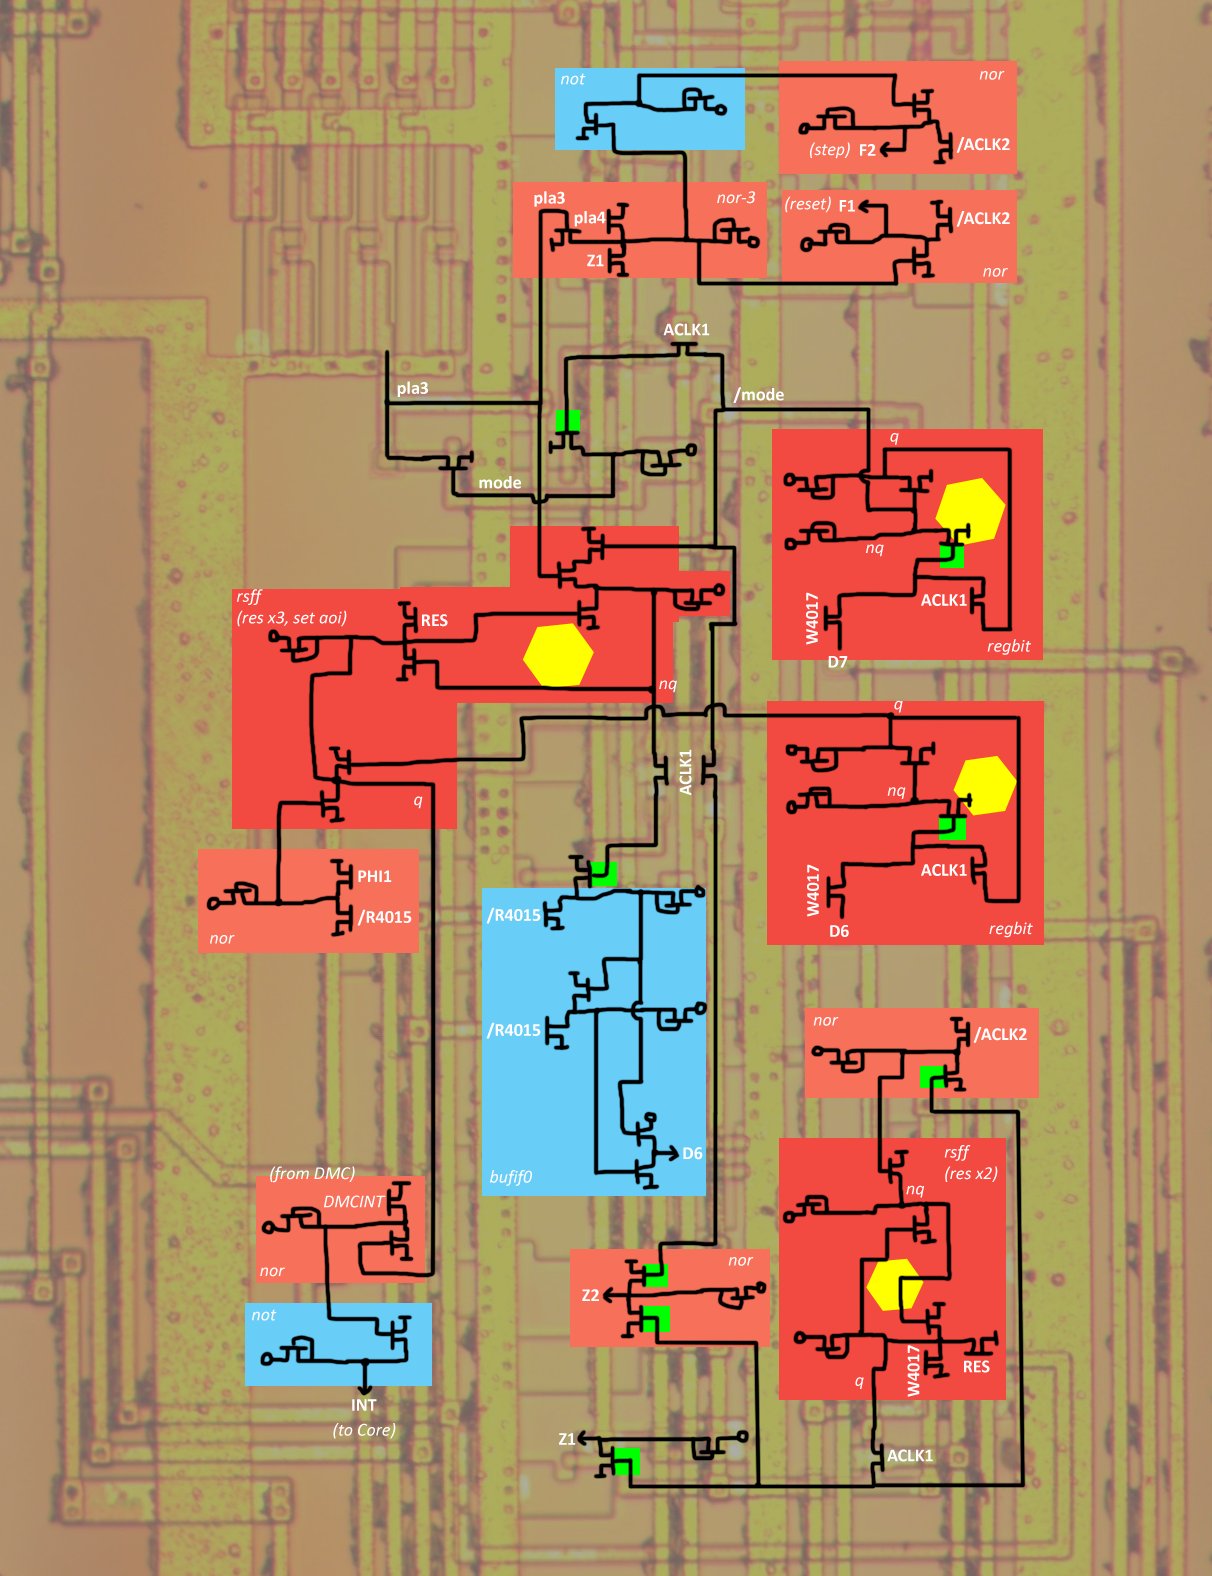 not
nor
(step) F2
/ACLK2
pla3
pla4
nor-3
Z1
(reset) F1
/ACLK2
nor
ACLK1
pla3
/mode
mode
q
nq
ACLK1
W4017
D7
regbit
rsff
(res x3, set aoi)
RES
nq
q
ACLK1
q
nq
ACLK1
W4017
D6
regbit
PHI1
/R4015
nor
/R4015
/R4015
D6
bufif0
nor
/ACLK2
rsff
(res x2)
nq
W4017
RES
q
ACLK1
(from DMC)
DMCINT
nor
not
INT
(to Core)
nor
Z2
Z1